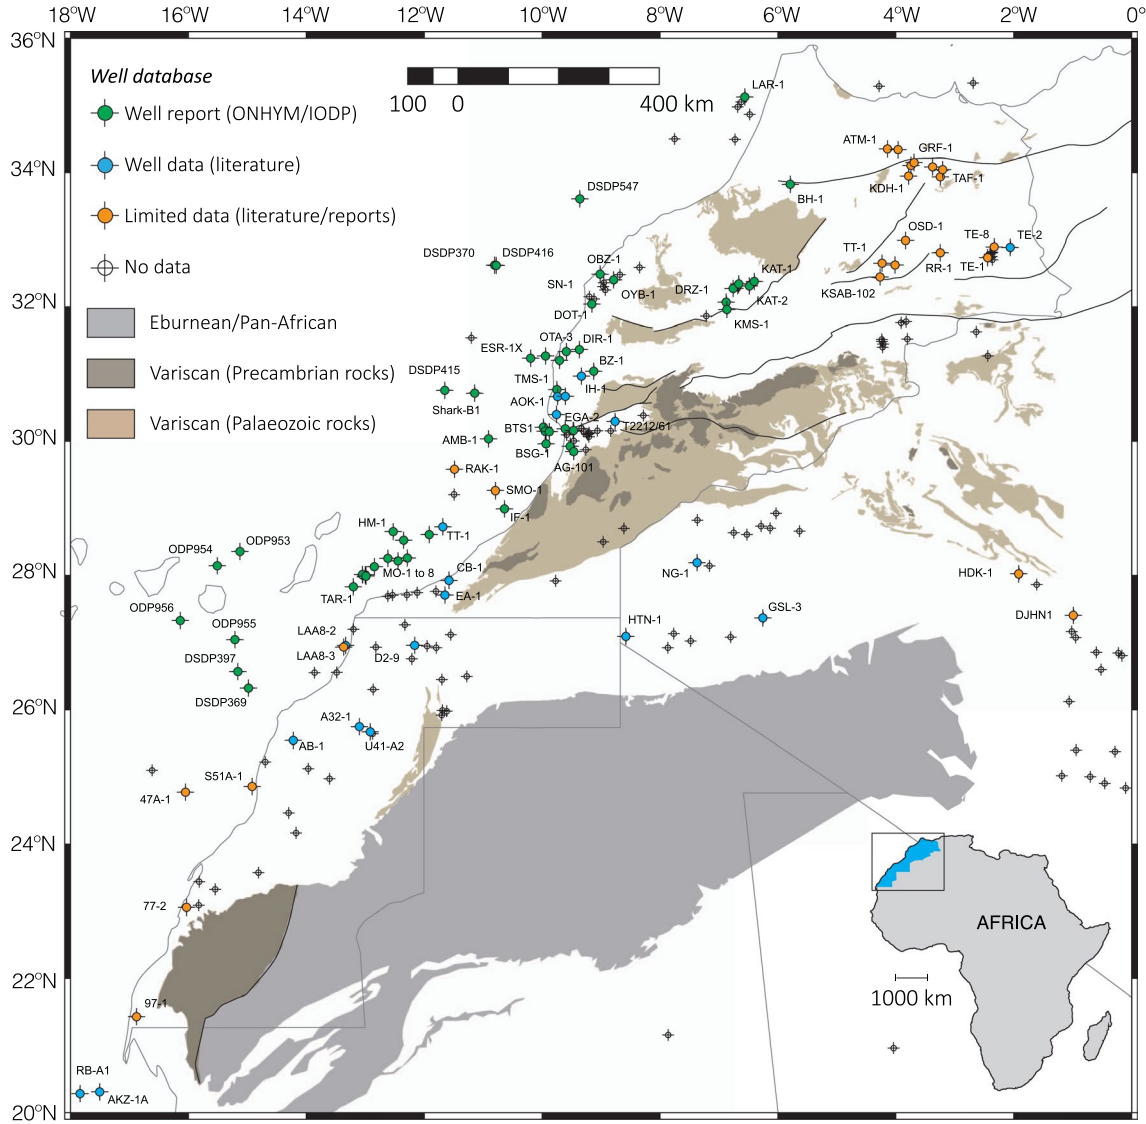 18°W 16°W 14°W 12°W 10°W 8°W 6°W 4°W 2°W 0°
36°N
34°N
32°N
30°N
28°N
26°N
24°N
22°N
20°N
Well database
Well report (ONHYM/IODP)
Well data (literature)
Limited data (literature/reports)
No data
Eburnean/Pan-African
Variscan (Precambrian rocks)
Variscan (Palaeozoic rocks)
100 0 400 km
LAR-1
ATM-1
GRF-1
KDH-1
TAF-1
DSDP547
BH-1
OSD-1
TT-1
TE-8
TE-2
RR-1
TE-1
KSAB-102
DSDP370
DSDP416
OBZ-1
SN-1
OYB-1
DOT-1
KAT-1
DRZ-1
KAT-2
KMS-1
OTA-3
DIR-1
ESR-1X
BZ-1
DSDP415
TMS-1
IH-1
Shark-B1
AOK-1
EGA-2
T2212/61
BTS1
AMB-1
BSG-1
AG-101
RAK-1
SMO-1
IF-1
HM-1
TT-1
ODP954
ODP953
MO-1 to 8
CB-1
TAR-1
EA-1
NG-1
HDK-1
ODP956
ODP955
GSL-3
DJHN1
HTN-1
LAA8-2
LAA8-3
D2-9
DSDP397
DSDP369
A32-1
U41-A2
AB-1
S51A-1
47A-1
77-2
97-1
RB-A1
AKZ-1A
AFRICA
1000 km